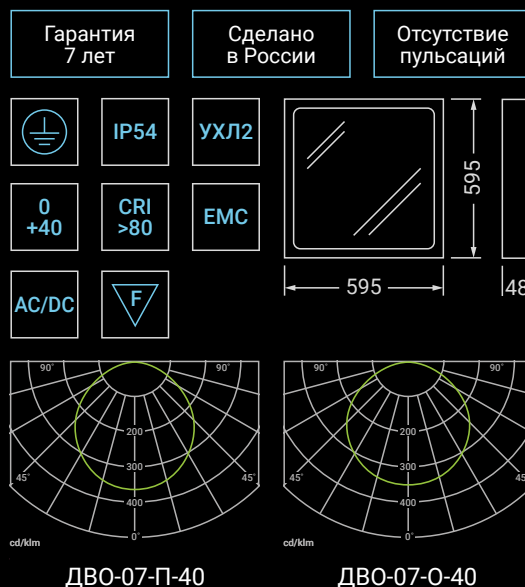 Гарантия
7 лет
Сделано
в России
Отсутствие
пульсаций
IP54
УХЛ2
0
+40
CRI
>80
EMC
AC/DC
F
595
595
48
90°
90°
45°
45°
200
300
400
0°
cd/klm
ДВО-07-П-40
90°
90°
45°
45
200
300
400
0°
cd/klm
ДВО-07-О-40